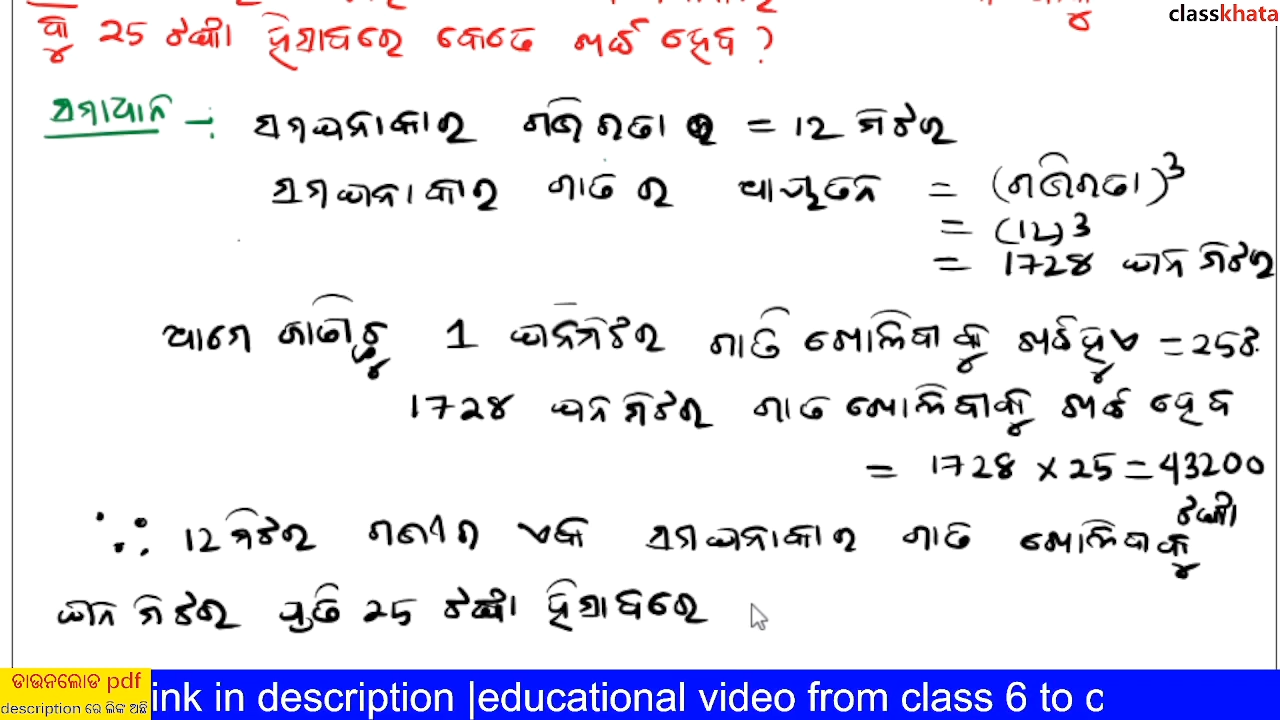 classkhata
କୁ 25 ଟଙ୍କା ହିସାବରେ କେତେ ଖର୍ଚ୍ଚ ହେବ ?
ସମାଧାନ -: ସମଘନାକାର ଗଭିରତା ର = 12 ମିଟର
ସମଘନାକାର ଗାତ ର ଆୟତନ = (ଗଭିରତା)³
= (12)³
= 1728 ଘନ ମିଟର
ଆମେ ଜାଣିଛୁ 1 ଘନମିଟର ଗାତ ଖୋଳିବାକୁ ଖର୍ଚ୍ଚହୁଏ = 25ଟ.
1728 ଘନ ମିଟର ଗାତ ଖୋଳିବାକୁ ଖର୍ଚ୍ଚ ହେବ
= 1728 × 25 = 43200
ଟଙ୍କା
∴ 12 ମିଟର ଗଭୀର ଏକ ସମଘନାକାର ଗାତ ଖୋଳିବାକୁ
ଘନ ମିଟର ପ୍ରତି 25 ଟଙ୍କା ହିସାବରେ
ଡାଉନଲୋଡ pdf
description ରେ ଲିଙ୍କ ଅଛି
ink in description |educational video from class 6 to c